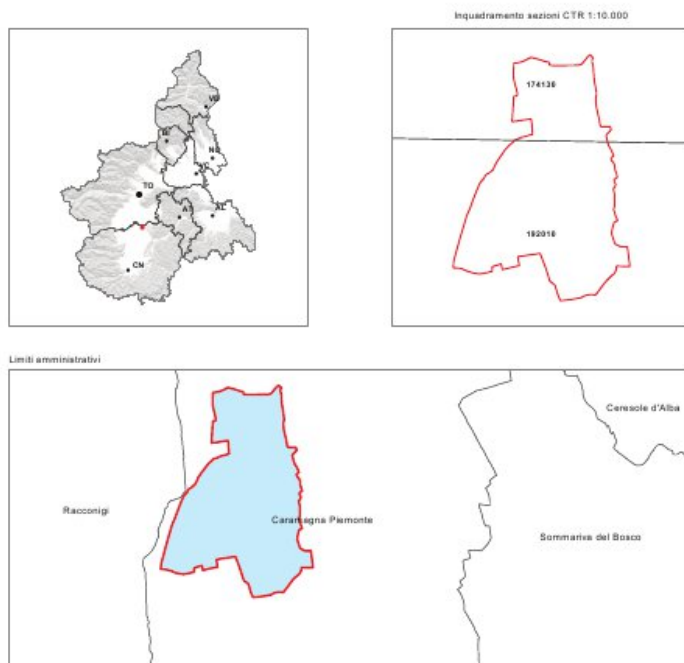 Inquadramento sezioni CTR 1:10.000
VB
BI
NO
VC
TO
AT
AL
CN
174130
192010
Limiti amministrativi
Ceresole d'Alba
Racconigi
Caramagna Piemonte
Sommariva del Bosco